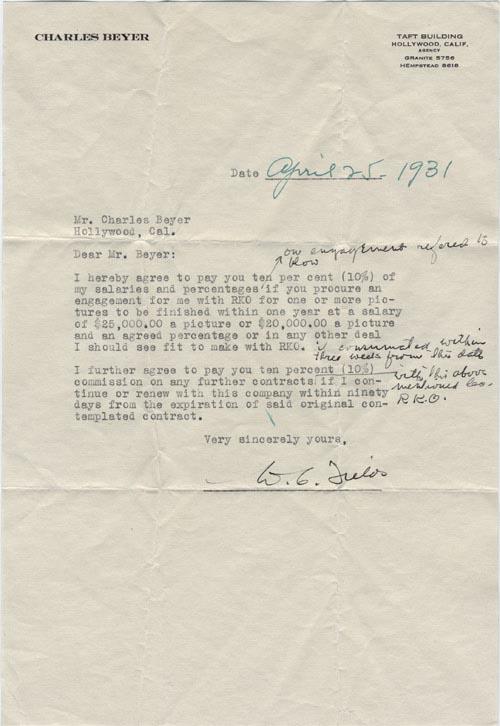 CHARLES BEYER
TAFT BUILDING
HOLLYWOOD, CALIF.
AGENCY
GRANITE 5756
HEMPSTEAD 8618
Date April 25- 1931
Mr. Charles Beyer
Hollywood, Cal.
Dear Mr. Beyer:
on engagement refered to
blow
I hereby agree to pay you ten per cent (10%) of
my salaries and percentages if you procure an
engagement for me with RKO for one or more pic-
tures to be finished within one year at a salary
of $25,000.00 a picture or $20,000.00 a picture
and an agreed percentage or in any other deal
I should see fit to make with RKO. if consumated within
three weeks from this date
I further agree to pay you ten percent (10%)
commission on any further contracts if I con-
tinue or renew with this company within ninety
days from the expiration of said original con-
templated contract.
with this above
mentioned Co-
R.K.O.
Very sincerely yours,
W. C. Fields